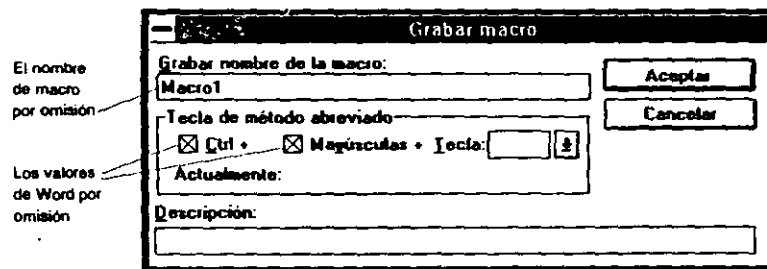 Grabar macro
Grabar nombre de la macro:
Macro1
Aceptar
Cancelar
El nombre
de macro
por omisión
Tecla de método abreviado
Ctrl + Mayúsculas + Tecla:
Actualmente:
Los valores
de Word por
omisión
Descripción: